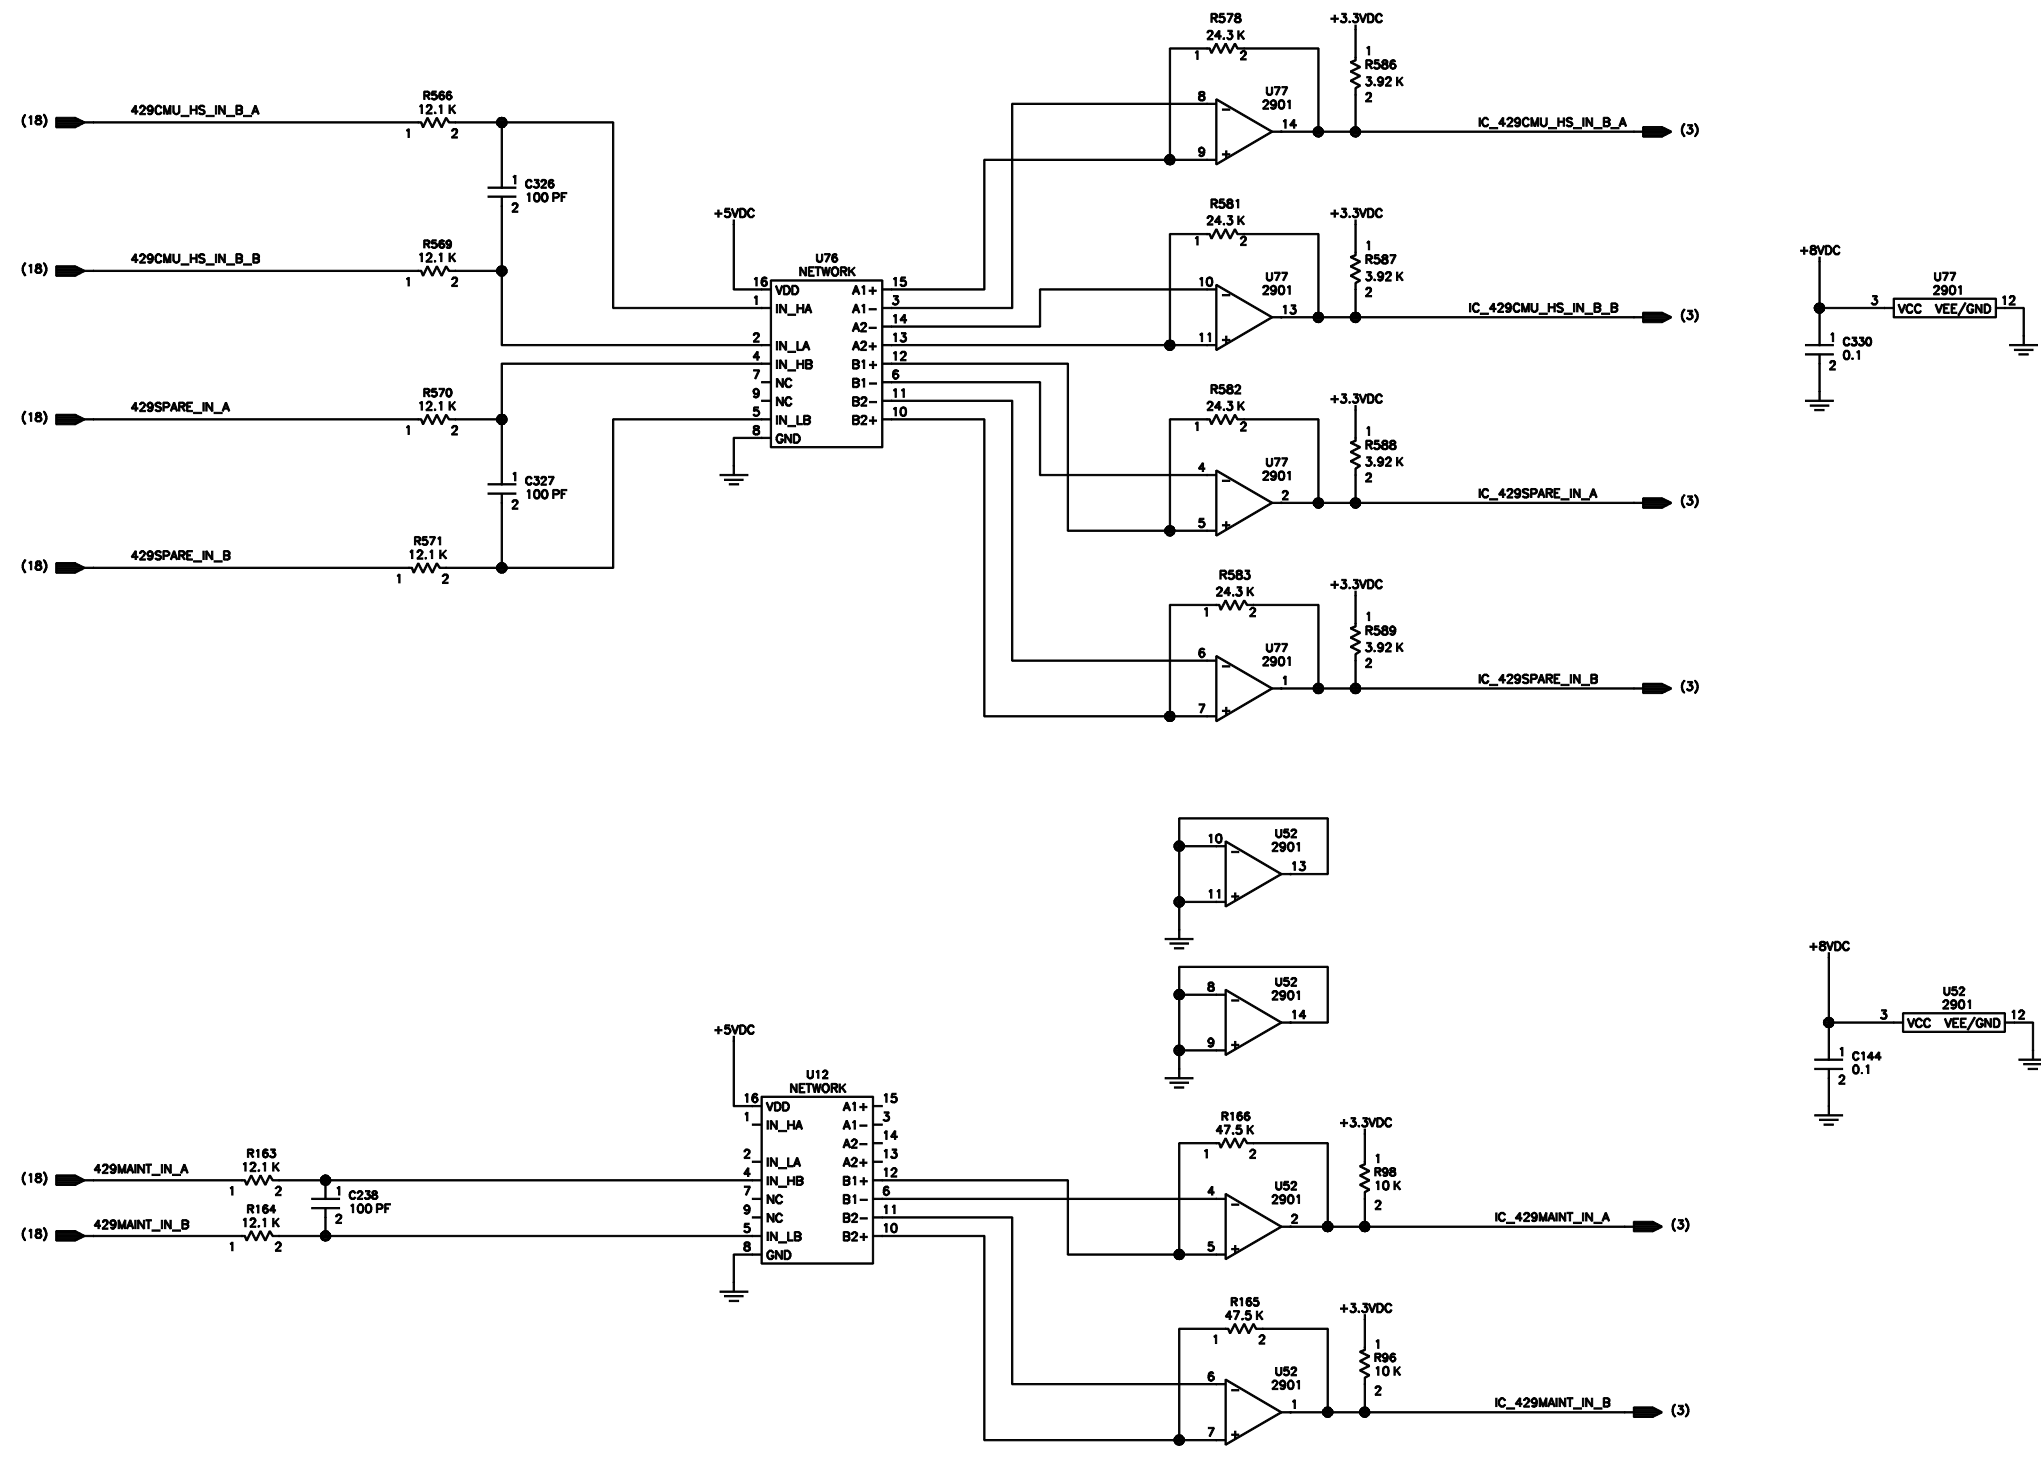 R578
24.3 K
1 2
+3.3VDC
1
R586
3.92 K
2
(18) 429CMU_HS_IN_B_A
R566
12.1 K
1 2
8
U77
2901
14
9
IC_429CMU_HS_IN_B_A (3)
1
C326
100 PF
2
(18) 429CMU_HS_IN_B_B
R569
12.1 K
1 2
+5VDC
U76
NETWORK
16 VDD A1+ 15
1 IN_HA A1- 3
A2- 14
2 IN_LA A2+ 13
4 IN_HB B1+ 12
7 NC B1- 6
9 NC B2- 11
5 IN_LB B2+ 10
8 GND
R581
24.3 K
1 2
+3.3VDC
1
R587
3.92 K
2
10
U77
2901
13
11
IC_429CMU_HS_IN_B_B (3)
+8VDC
U77
2901
3 VCC VEE/GND 12
1
C330
0.1
2
(18) 429SPARE_IN_A
R570
12.1 K
1 2
1
C327
100 PF
2
(18) 429SPARE_IN_B
R571
12.1 K
1 2
R582
24.3 K
1 2
+3.3VDC
1
R588
3.92 K
2
4
U77
2901
2
5
IC_429SPARE_IN_A (3)
R583
24.3 K
1 2
+3.3VDC
1
R589
3.92 K
2
6
U77
2901
1
7
IC_429SPARE_IN_B (3)
10
U52
2901
13
11
8
U52
2901
14
9
+8VDC
U52
2901
3 VCC VEE/GND 12
1
C144
0.1
2
+5VDC
U12
NETWORK
16 VDD A1+ 15
1 IN_HA A1- 3
A2- 14
2 IN_LA A2+ 13
4 IN_HB B1+ 12
7 NC B1- 6
9 NC B2- 11
5 IN_LB B2+ 10
8 GND
(18) 429MAINT_IN_A
R163
12.1 K
1 2
1
C238
100 PF
2
(18) 429MAINT_IN_B
R164
12.1 K
1 2
R166
47.5 K
1 2
+3.3VDC
1
R98
10 K
2
4
U52
2901
2
5
IC_429MAINT_IN_A (3)
R165
47.5 K
1 2
+3.3VDC
1
R96
10 K
2
6
U52
2901
1
7
IC_429MAINT_IN_B (3)